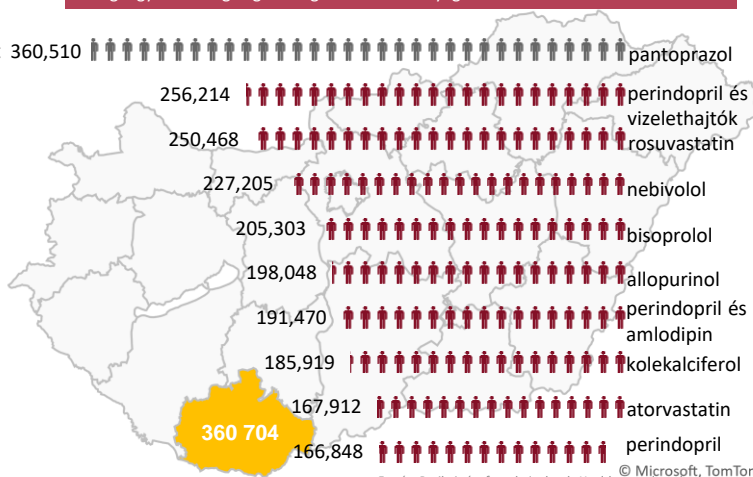 360,510 pantoprazol
256,214 perindopril és
vizelethajtók
250,468 rosuvastatin
227,205 nebivolol
205,303 bisoprolol
198,048 allopurinol
191,470 perindopril és
amlodipin
185,919 kolekalciferol
167,912 atorvastatin
360 704
166,848 perindopril
© Microsoft, TomTom